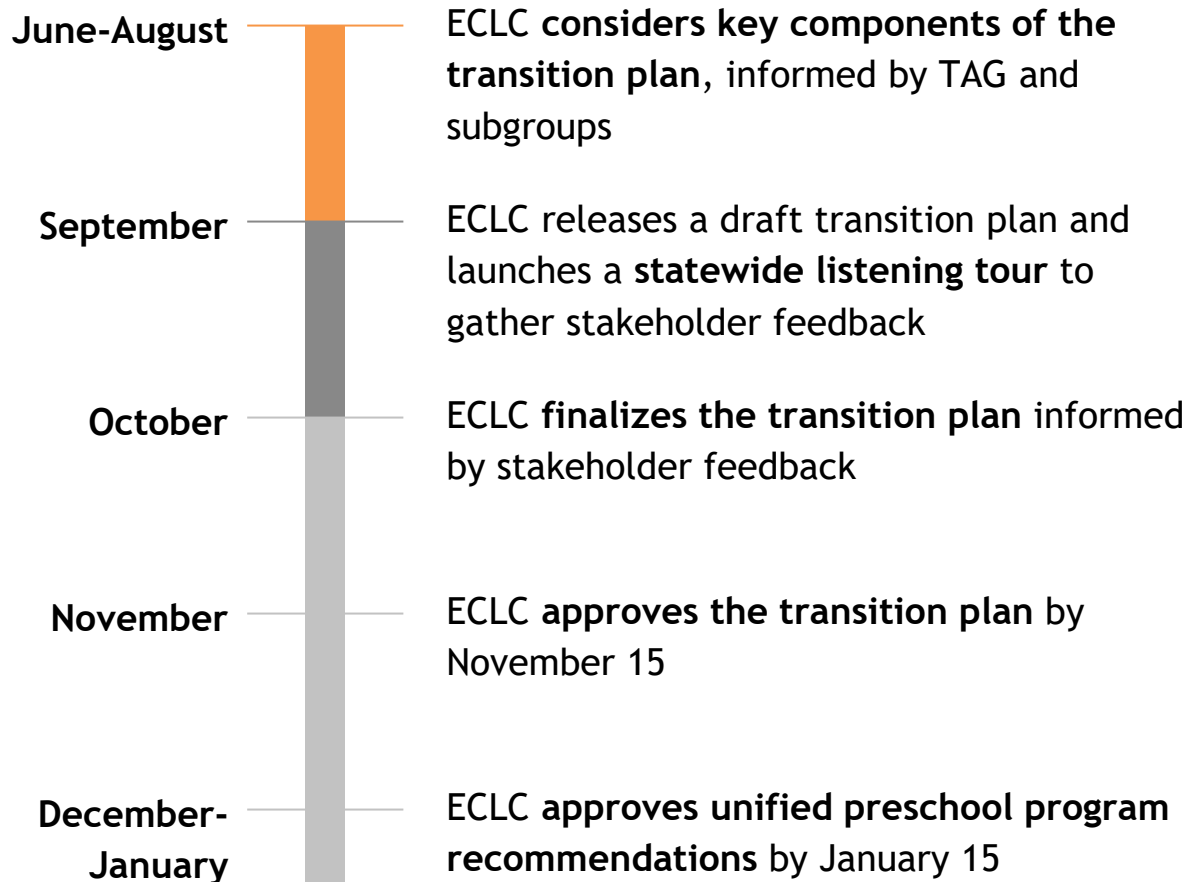 June-August
ECLC considers key components of the
transition plan, informed by TAG and
subgroups
September
ECLC releases a draft transition plan and
launches a statewide listening tour to
gather stakeholder feedback
October
ECLC finalizes the transition plan informed
by stakeholder feedback
November
ECLC approves the transition plan by
November 15
December-
January
ECLC approves unified preschool program
recommendations by January 15